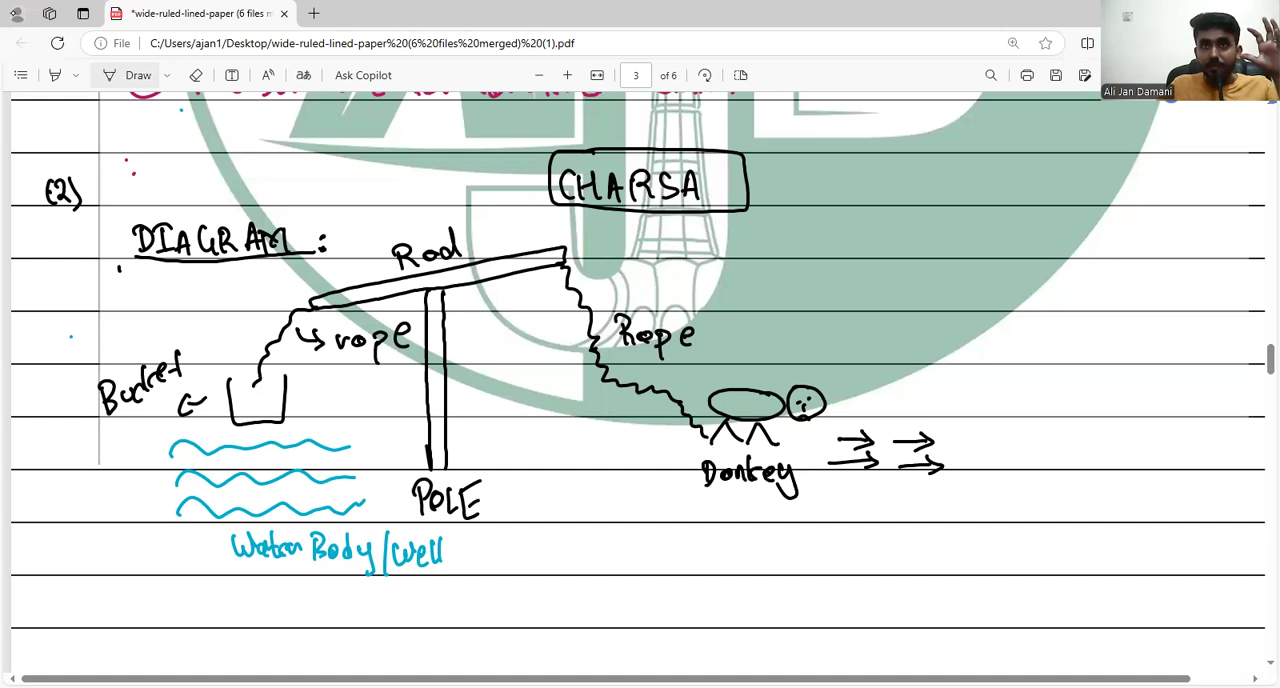 *wide-ruled-lined-paper (6 files m
File
C:/Users/ajan1/Desktop/wide-ruled-lined-paper%20(6%20files%20merged)%20(1).pdf
Draw
Ask Copilot
3 of 6
Ali Jan Damani
(2)
CHARSA
DIAGRAM:
Rod
rope
Rope
Bucket
Donkey
POLE
Water Body/Well